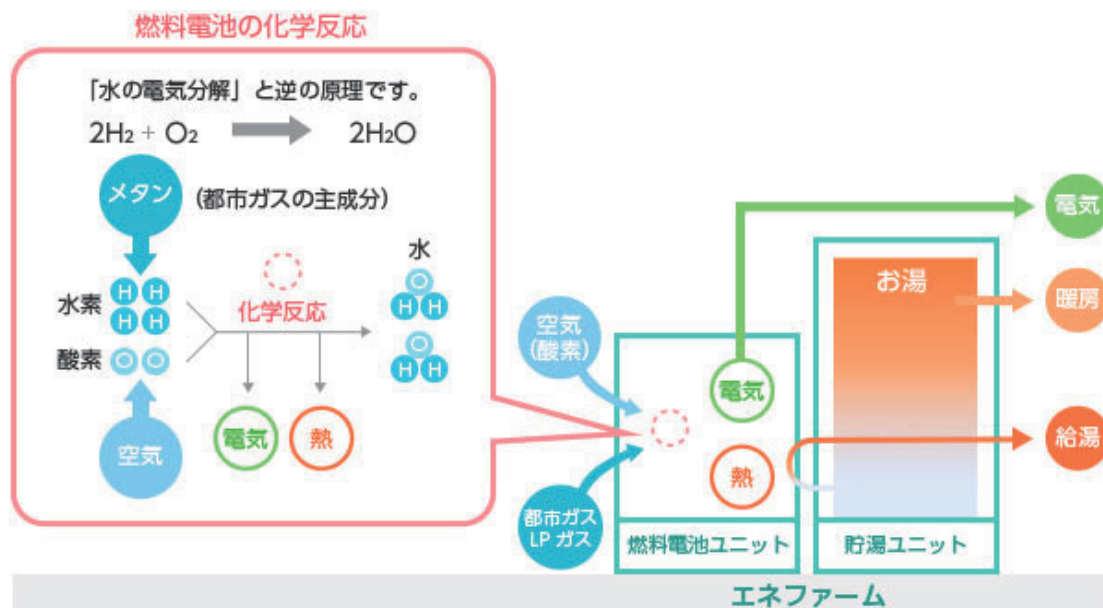 燃料電池の化学反応
「水の電気分解」と逆の原理です。
2H₂ + O₂ 2H₂O
メタン
(都市ガスの主成分)
水
水素
H H
H H
化学反応
O
H H
酸素
O O
O
H H
空気
電気
熱
空気
(酸素)
都市ガス
LP ガス
電気
熱
燃料電池ユニット
お湯
貯湯ユニット
電気
暖房
給湯
エネファーム